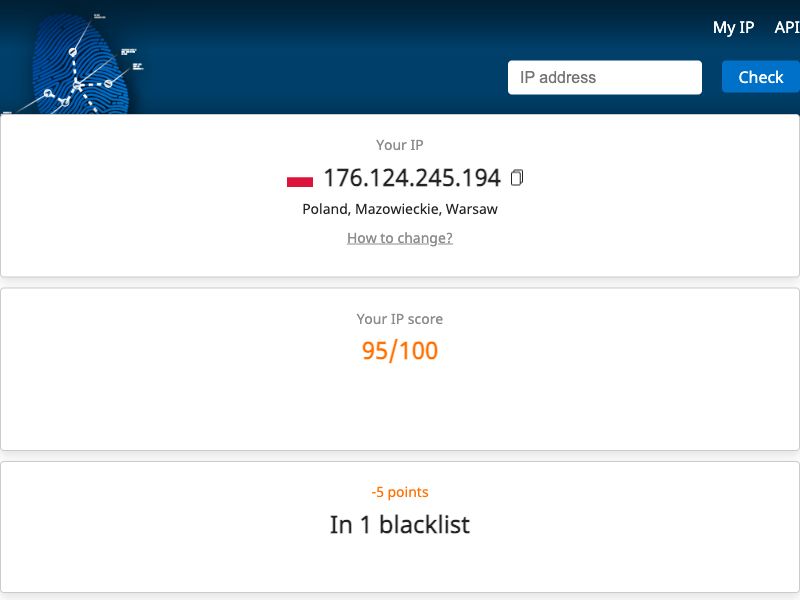 My IP API
IP address Check
Your IP
176.124.245.194
Poland, Mazowieckie, Warsaw
How to change?
Your IP score
95/100
-5 points
In 1 blacklist